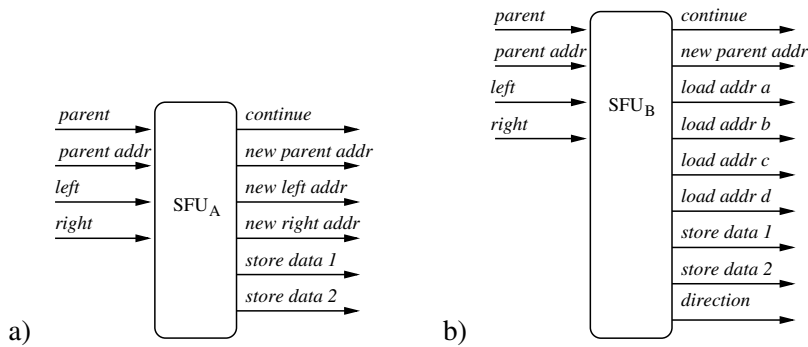 a)
parent
parent addr
left
right
SFU_A
continue
new parent addr
new left addr
new right addr
store data 1
store data 2
b)
parent
parent addr
left
right
SFU_B
continue
new parent addr
load addr a
load addr b
load addr c
load addr d
store data 1
store data 2
direction